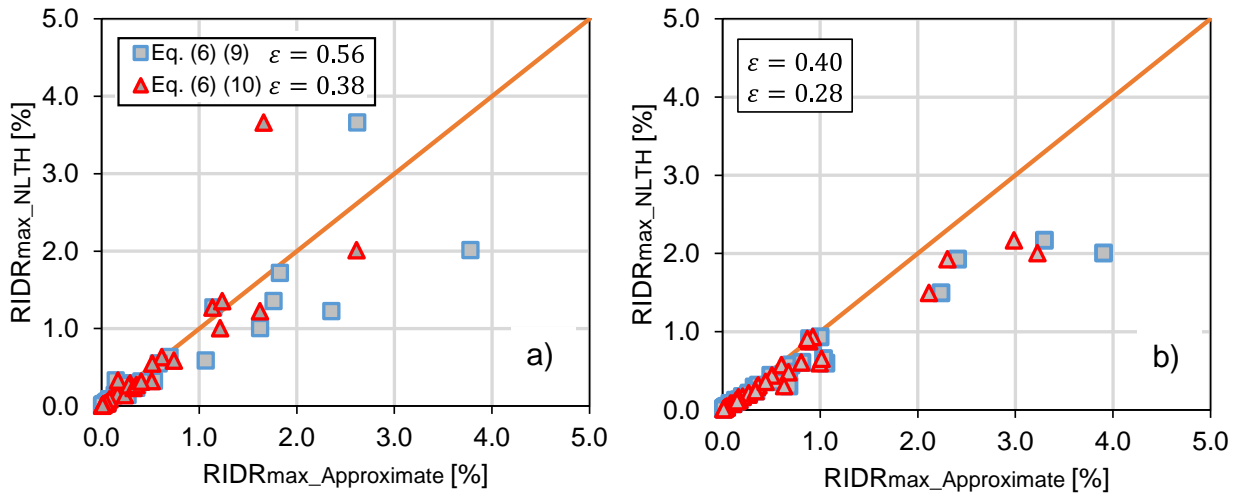 5.0
4.0
3.0
2.0
1.0
0.0
RIDRmax_NLTH [%]
Eq. (6) (9) ε = 0.56
Eq. (6) (10) ε = 0.38
a)
0.0 1.0 2.0 3.0 4.0 5.0
RIDRmax_Approximate [%]
5.0
4.0
3.0
2.0
1.0
0.0
RIDRmax_NLTH [%]
ε = 0.40
ε = 0.28
b)
0.0 1.0 2.0 3.0 4.0 5.0
RIDRmax_Approximate [%]